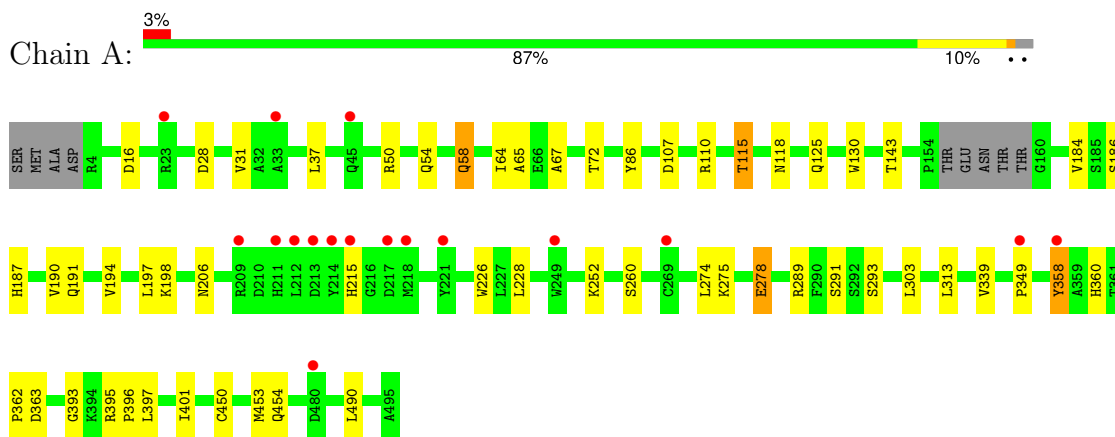 3%
Chain A:
87% 10% • •
SER MET ALA ASP R4 D16 R23 D28 V31 A32 A33 L37 Q45 R50 Q54 Q58 I64 A65 E66 A67 T72 Y86 D107 R110 T115 N118 Q125 W130 T143 P154 THR GLU ASN THR THR G160 V184 S185 S186
H187 V190 Q191 V194 L197 K198 N206 R209 D210 H211 L212 D213 Y214 H215 G216 D217 M218 Y221 W226 L227 L228 W249 K252 S260 C269 L274 K275 E278 R289 F290 S291 S292 S293 L303 L313 V339 P349 Y358 A359 H360 T361
P362 D363 G393 K394 R395 P396 L397 I401 C450 M453 Q454 D480 L490 A495